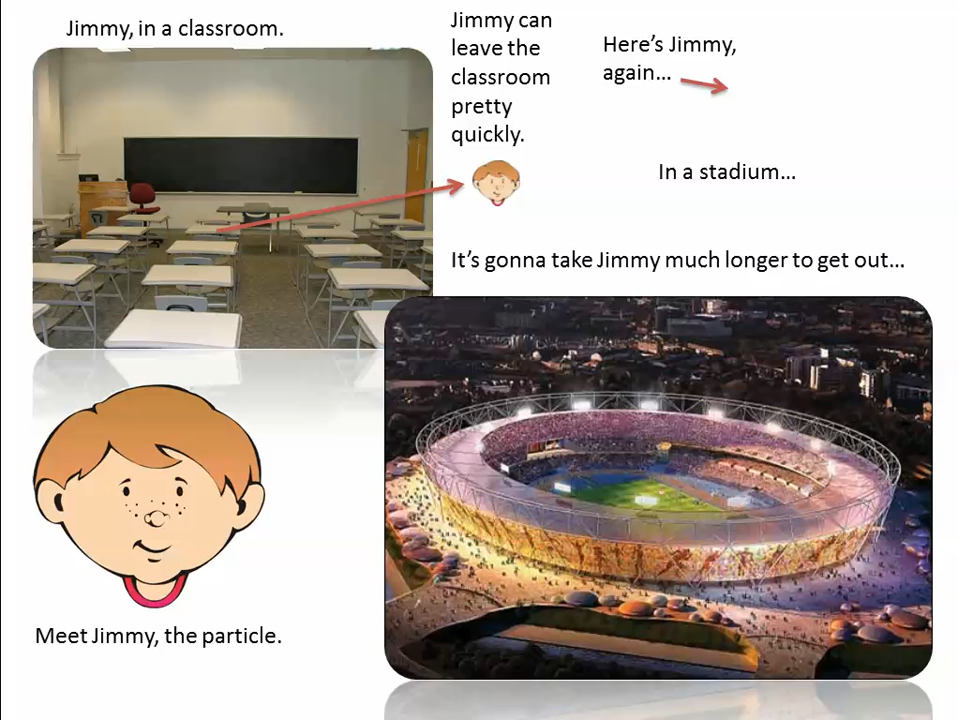 Jimmy, in a classroom.
Jimmy can
leave the
classroom
pretty
quickly.
Here’s Jimmy,
again…
In a stadium…
It’s gonna take Jimmy much longer to get out…
Meet Jimmy, the particle.